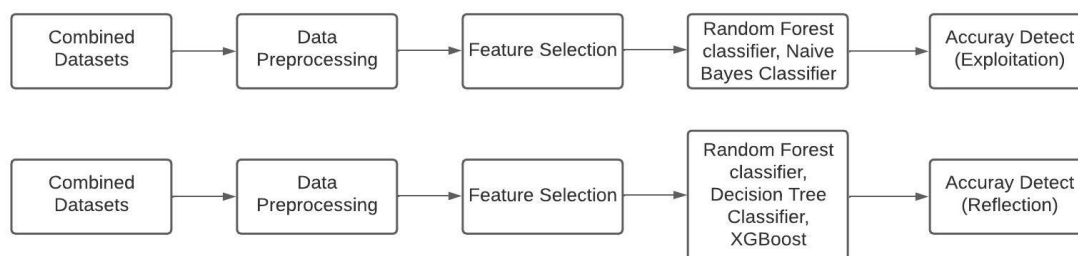 Combined
Datasets
Data
Preprocessing
Feature Selection
Random Forest
classifier, Naive
Bayes Classifier
Accuray Detect
(Exploitation)
Combined
Datasets
Data
Preprocessing
Feature Selection
Random Forest
classifier,
Decision Tree
Classifier,
XGBoost
Accuray Detect
(Reflection)